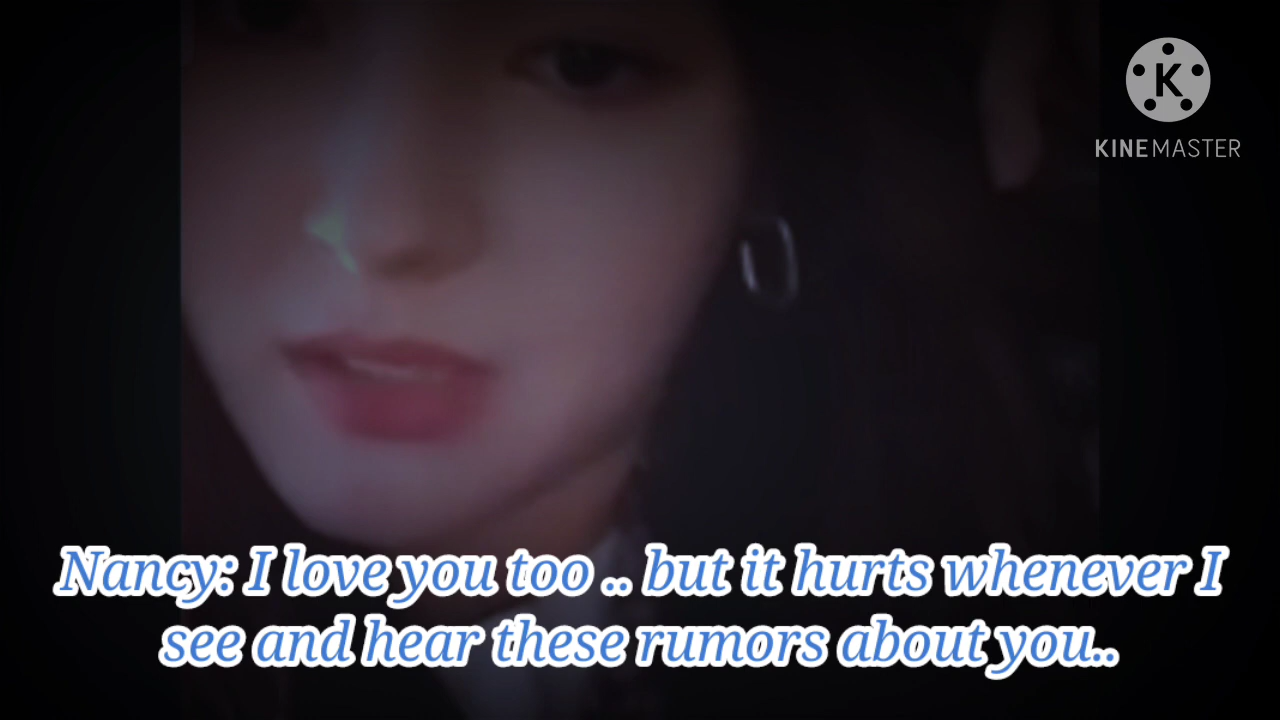 KINEMASTER
Nancy: I love you too .. but it hurts whenever I
see and hear these rumors about you..